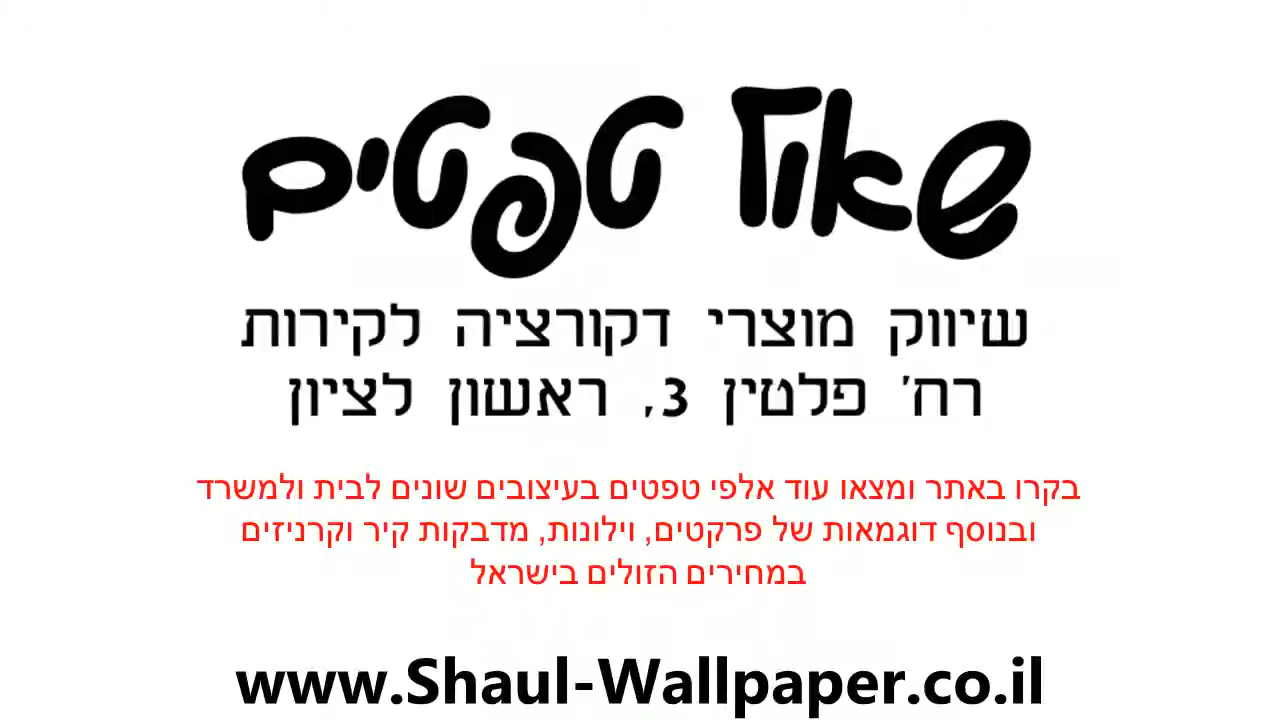 שאול טפטים
שיווק מוצרי דקורציה לקירות
רח' פלטין 3, ראשון לציון
בקרו באתר ומצאו עוד אלפי טפטים בעיצובים שונים לבית ולמשרד
ובנוסף דוגמאות של פרקטים, וילונות, מדבקות קיר וקרניזים
במחירים הזולים בישראל
www.Shaul-Wallpaper.co.il